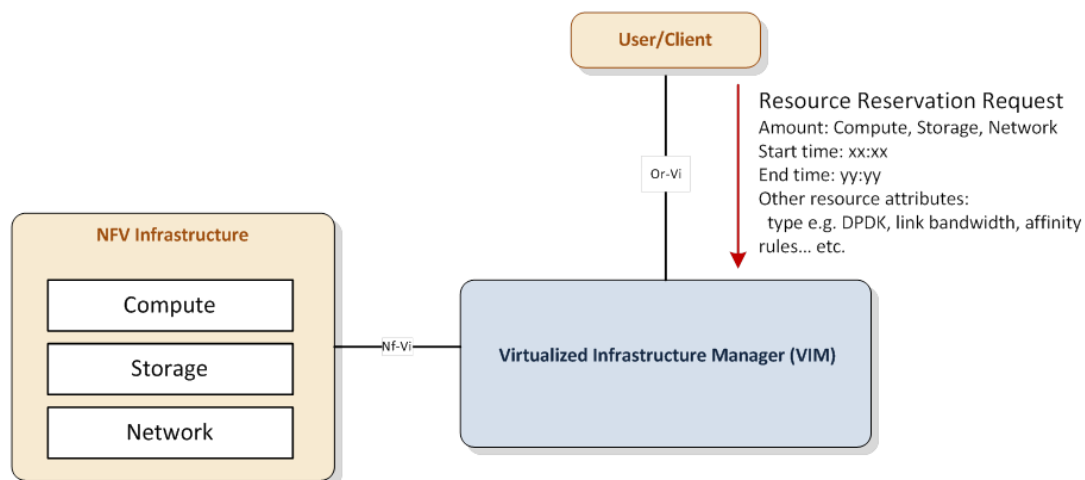 User/Client
Resource Reservation Request
Amount: Compute, Storage, Network
Start time: xx:xx
End time: yy:yy
Other resource attributes:
type e.g. DPDK, link bandwidth, affinity
rules... etc.
Or-Vi
NFV Infrastructure
Compute
Storage
Network
Nf-Vi
Virtualized Infrastructure Manager (VIM)